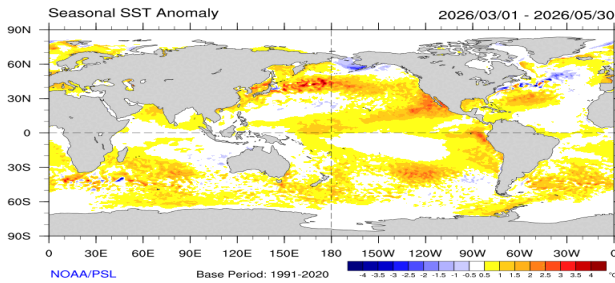 Seasonal SST Anomaly
2026/03/01 - 2026/05/30
90N
60N
30N
0
30S
60S
90S
0 30E 60E 90E 120E 150E 180 150W 120W 90W 60W 30W
NOAA/PSL
Base Period: 1991-2020
-4 -3.5 -3 -2.5 -2 -1.5 -1 -0.5 0.5 1 1.5 2 2.5 3 3.5 4